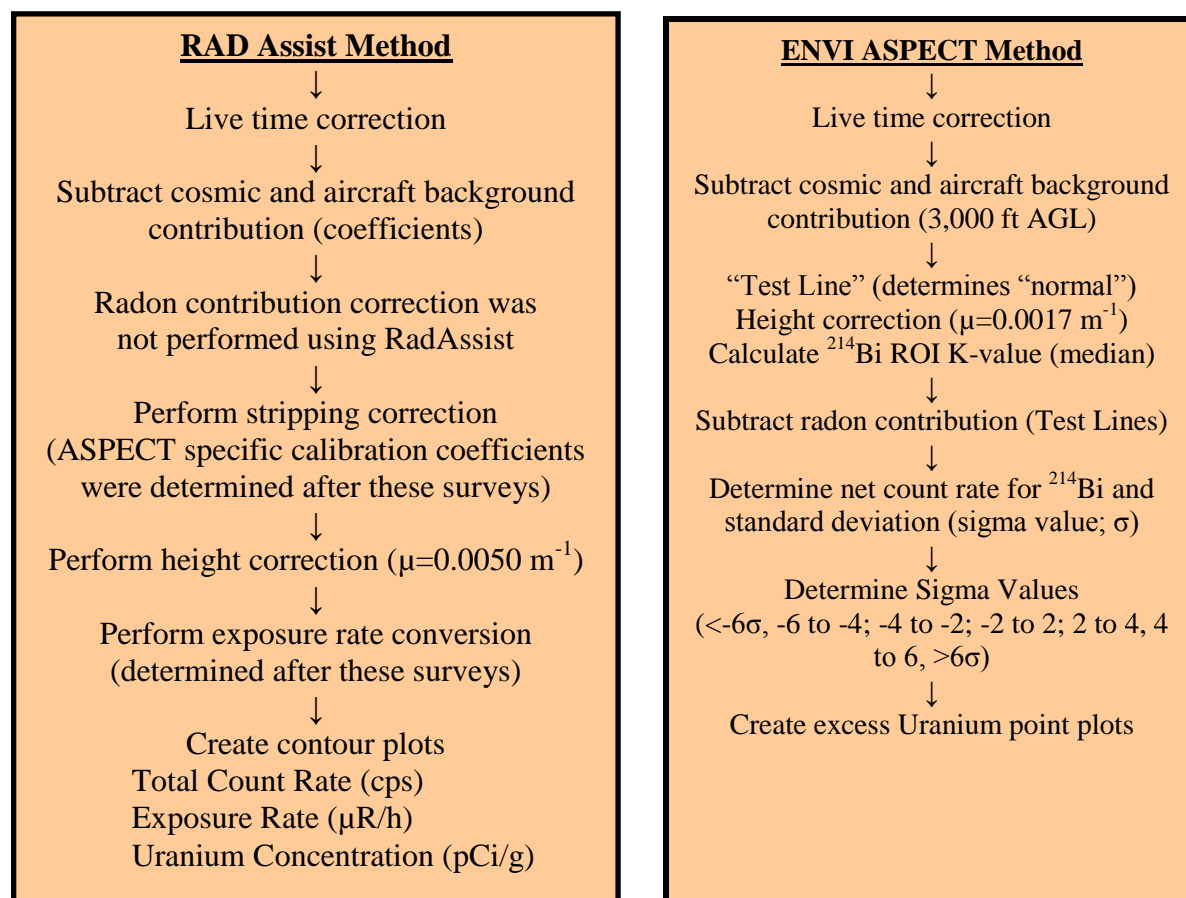 RAD Assist Method
↓
Live time correction
↓
Subtract cosmic and aircraft background
contribution (coefficients)
↓
Radon contribution correction was
not performed using RadAssist
↓
Perform stripping correction
(ASPECT specific calibration coefficients
were determined after these surveys)
↓
Perform height correction (µ=0.0050 m⁻¹)
↓
Perform exposure rate conversion
(determined after these surveys)
↓
Create contour plots
Total Count Rate (cps)
Exposure Rate (µR/h)
Uranium Concentration (pCi/g)
ENVI ASPECT Method
↓
Live time correction
↓
Subtract cosmic and aircraft background
contribution (3,000 ft AGL)
↓
“Test Line” (determines “normal”)
Height correction (µ=0.0017 m⁻¹)
Calculate ²¹⁴Bi ROI K-value (median)
↓
Subtract radon contribution (Test Lines)
↓
Determine net count rate for ²¹⁴Bi and
standard deviation (sigma value; σ)
↓
Determine Sigma Values
(<-6σ, -6 to -4; -4 to -2; -2 to 2; 2 to 4, 4
to 6, >6σ)
↓
Create excess Uranium point plots